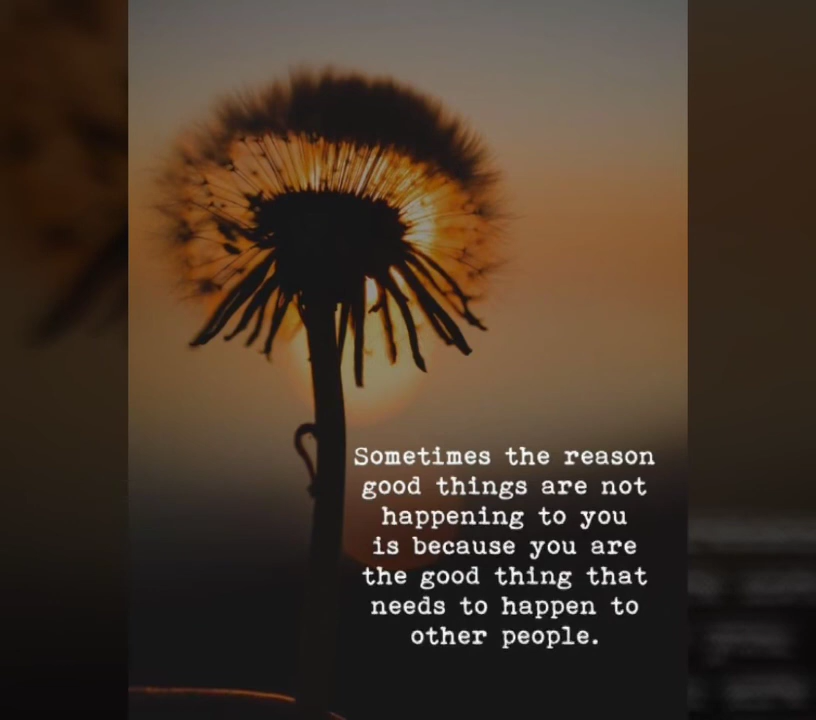 Sometimes the reason
good things are not
happening to you
is because you are
the good thing that
needs to happen to
other people.